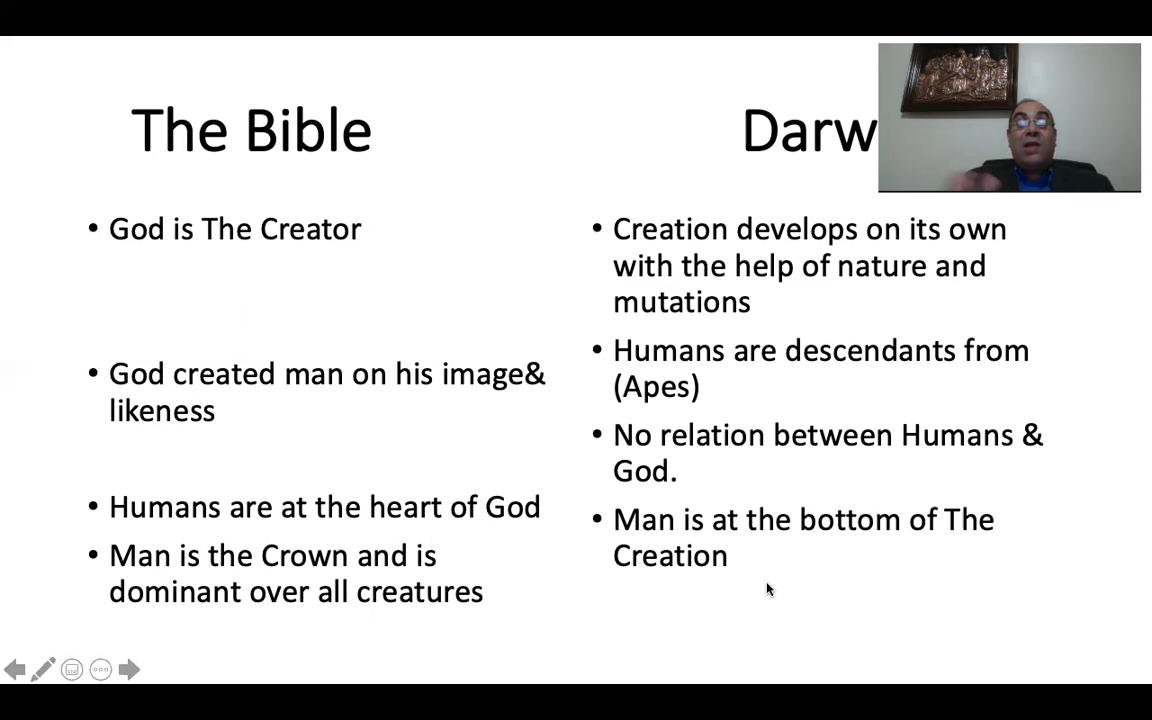 The Bible
• God is The Creator
• God created man on his image&
likeness
• Humans are at the heart of God
• Man is the Crown and is
dominant over all creatures
Darw
• Creation develops on its own
with the help of nature and
mutations
• Humans are descendants from
(Apes)
• No relation between Humans &
God.
• Man is at the bottom of The
Creation